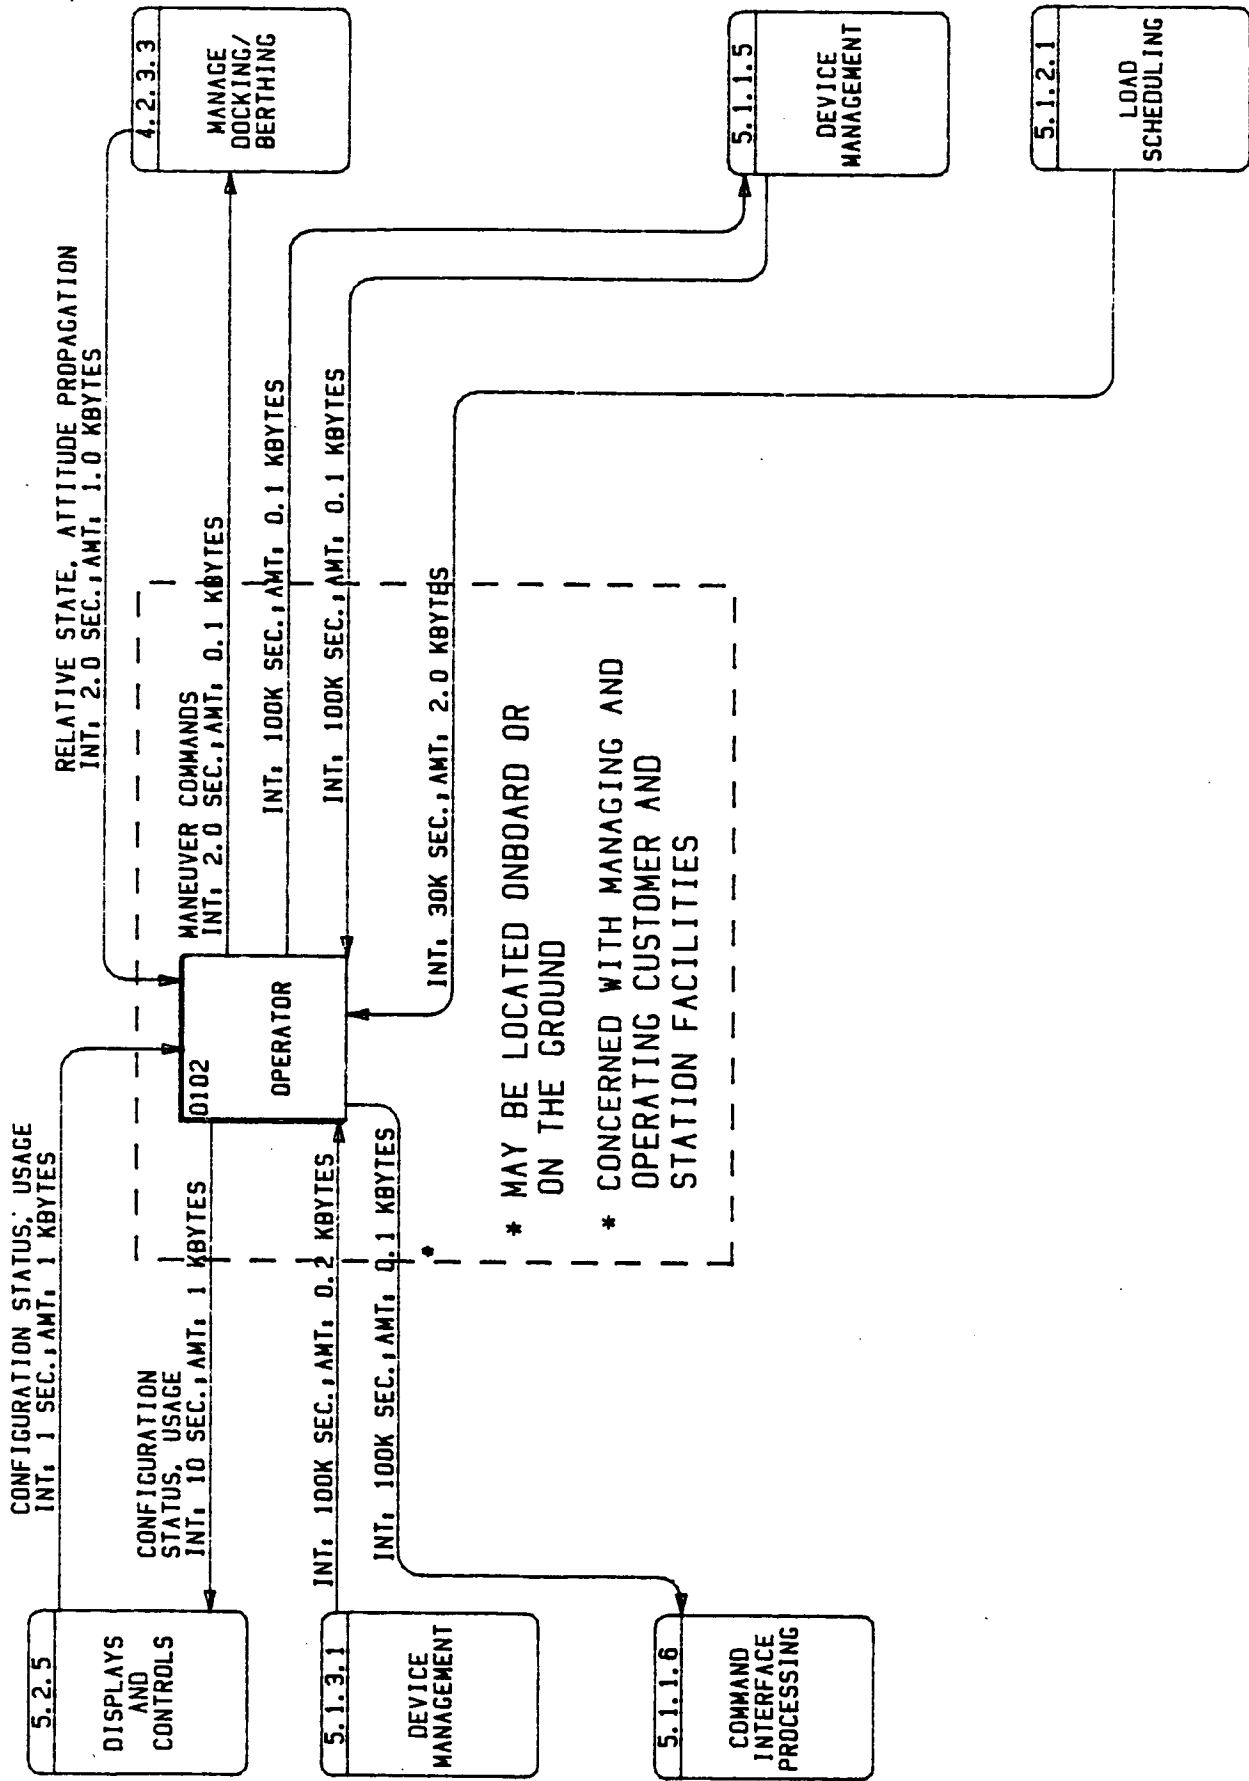 CONFIGURATION STATUS, USAGE
INT: 1 SEC.,AMT: 1 KBYTES
RELATIVE STATE, ATTITUDE PROPAGATION
INT: 2.0 SEC.,AMT: 1.0 KBYTES
5.2.5
DISPLAYS
AND
CONTROLS
CONFIGURATION
STATUS, USAGE
INT: 10 SEC.,AMT: 1 KBYTES
0102
OPERATOR
MANEUVER COMMANDS
INT: 2.0 SEC.,AMT: 0.1 KBYTES
4.2.3.3
MANAGE
DOCKING/
BERTHING
INT: 100K SEC.,AMT: 0.1 KBYTES
5.1.3.1
DEVICE
MANAGEMENT
INT: 100K SEC.,AMT: 0.2 KBYTES
INT: 100K SEC.,AMT: 0.1 KBYTES
INT: 100K SEC.,AMT: 0.1 KBYTES
INT: 30K SEC.,AMT: 2.0 KBYTES
*
* MAY BE LOCATED ONBOARD OR
ON THE GROUND
* CONCERNED WITH MANAGING AND
OPERATING CUSTOMER AND
STATION FACILITIES
5.1.1.6
COMMAND
INTERFACE
PROCESSING
5.1.1.5
DEVICE
MANAGEMENT
5.1.2.1
LOAD
SCHEDULING